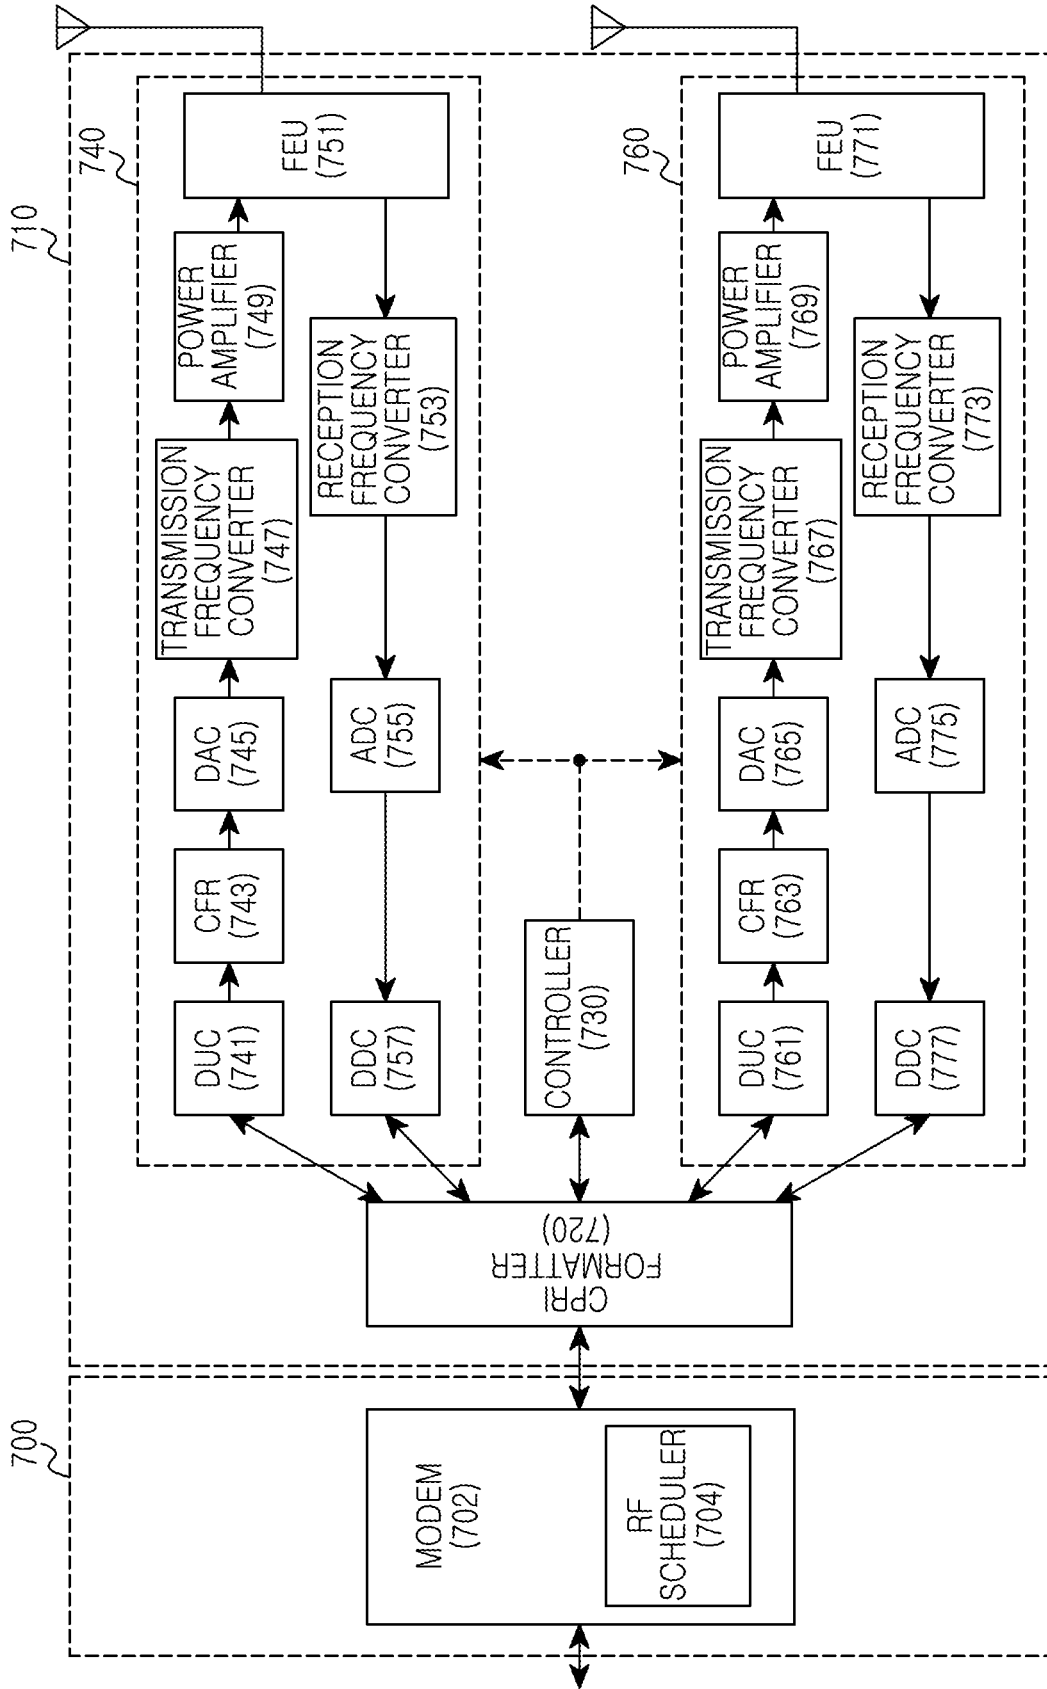 700
710
MODEM
(702)
RF
SCHEDULER
(704)
CPRI
FORMATTER
(720)
740
DUC
(741)
CFR
(743)
DAC
(745)
TRANSMISSION
FREQUENCY
CONVERTER
(747)
POWER
AMPLIFIER
(749)
FEU
(751)
DDC
(757)
ADC
(755)
RECEPTION
FREQUENCY
CONVERTER
(753)
CONTROLLER
(730)
760
DUC
(761)
CFR
(763)
DAC
(765)
TRANSMISSION
FREQUENCY
CONVERTER
(767)
POWER
AMPLIFIER
(769)
FEU
(771)
DDC
(777)
ADC
(775)
RECEPTION
FREQUENCY
CONVERTER
(773)